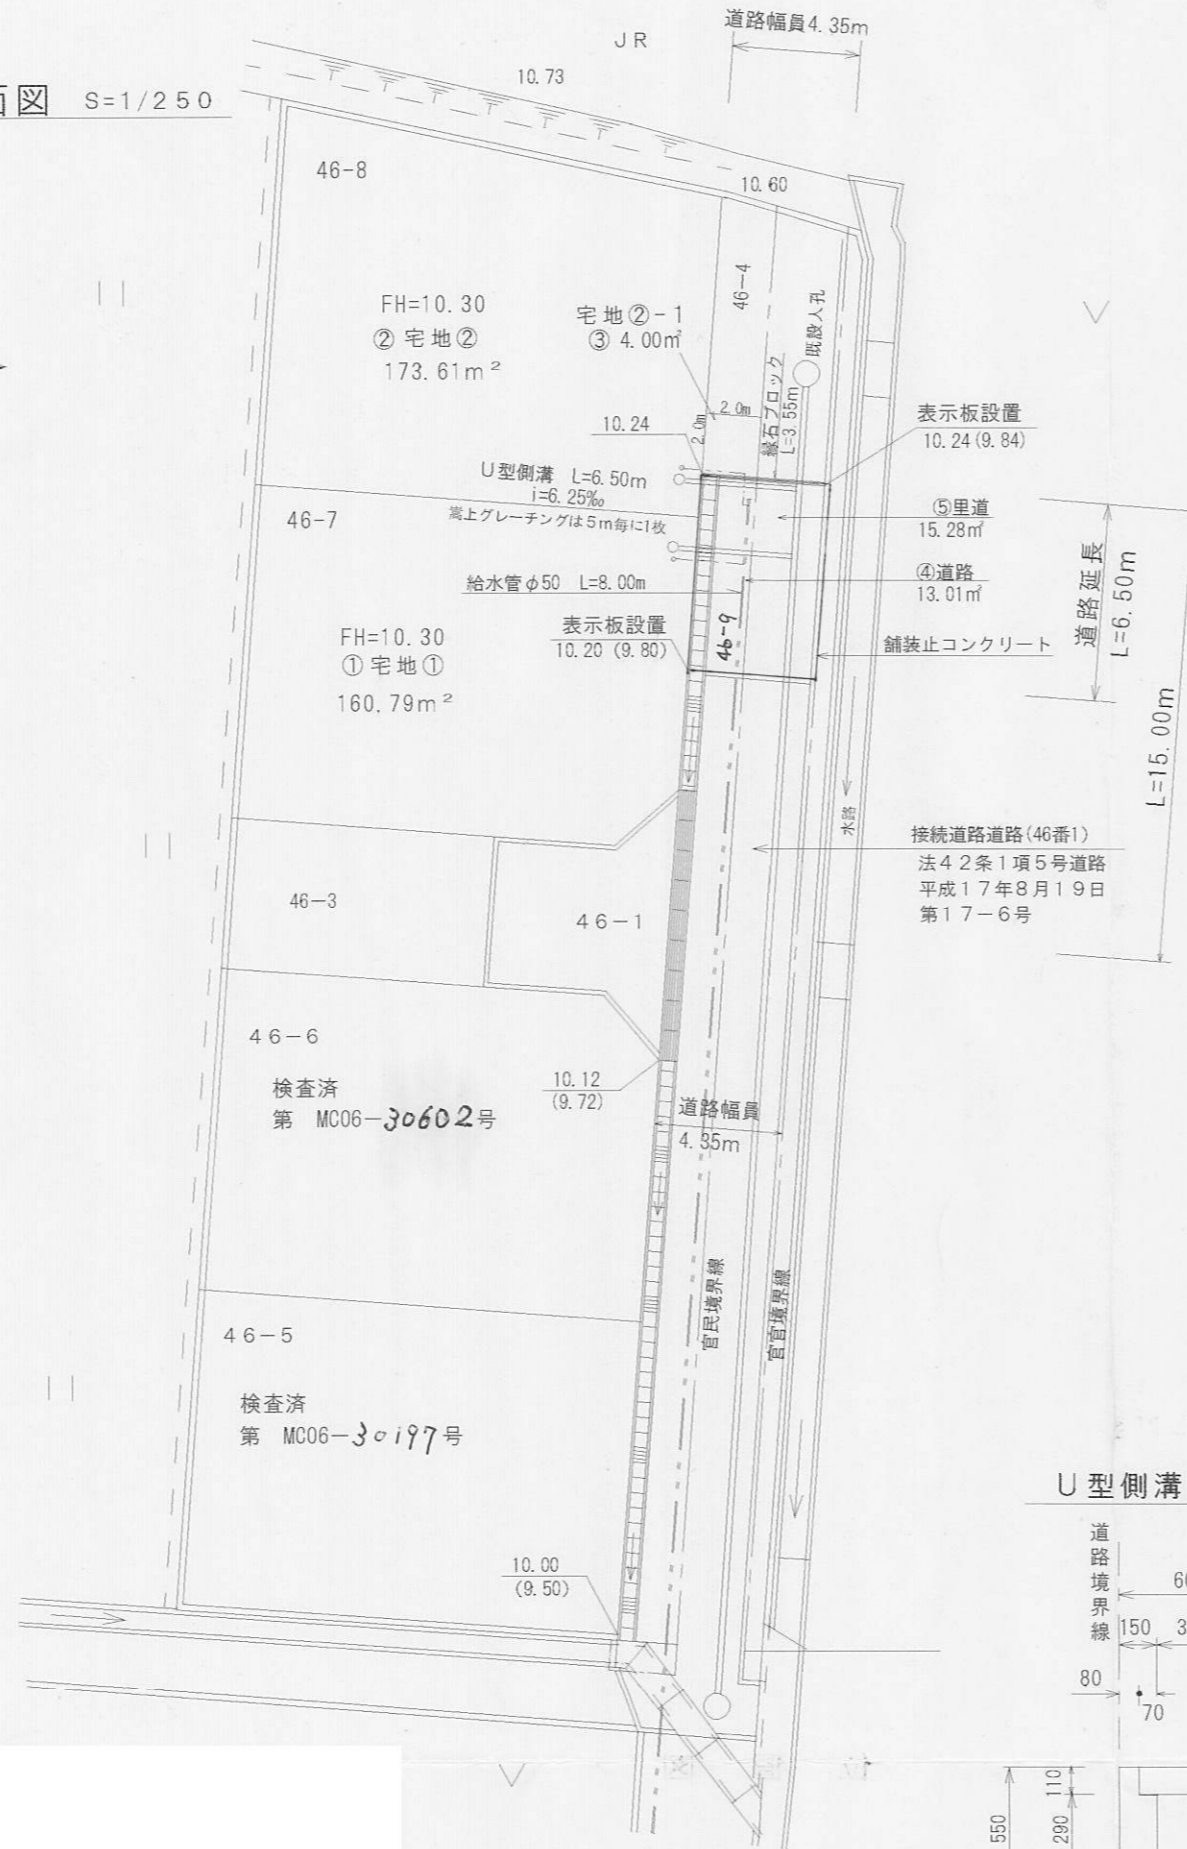 面図 S=1/250
道路幅員4.35m
JR
10.73
10.60
46-8
FH=10.30
② 宅地②
173.61m²
宅地②-1
③ 4.00㎡
46-4
既設人孔
縁石ブロック
L=3.55m
2.0m
2.0m
10.24
表示板設置
10.24(9.84)
U型側溝 L=6.50m
i=6.25‰
嵩上グレーチングは5m毎に1枚
46-7
⑤里道
15.28㎡
④道路
13.01㎡
給水管φ50 L=8.00m
表示板設置
10.20 (9.80)
46-9
舗装止コンクリート
道路延長
L=6.50m
L=15.00m
FH=10.30
① 宅地①
160.79m²
水路
接続道路道路(46番1)
法42条1項5号道路
平成17年8月19日
第17-6号
46-3
46-1
46-6
検査済
第 MC06-30602号
10.12
(9.72)
道路幅員
4.35m
官民境界線
官官境界線
46-5
検査済
第 MC06-30197号
10.00
(9.50)
U型側溝
道路境界線
150
80
70
110
550
290